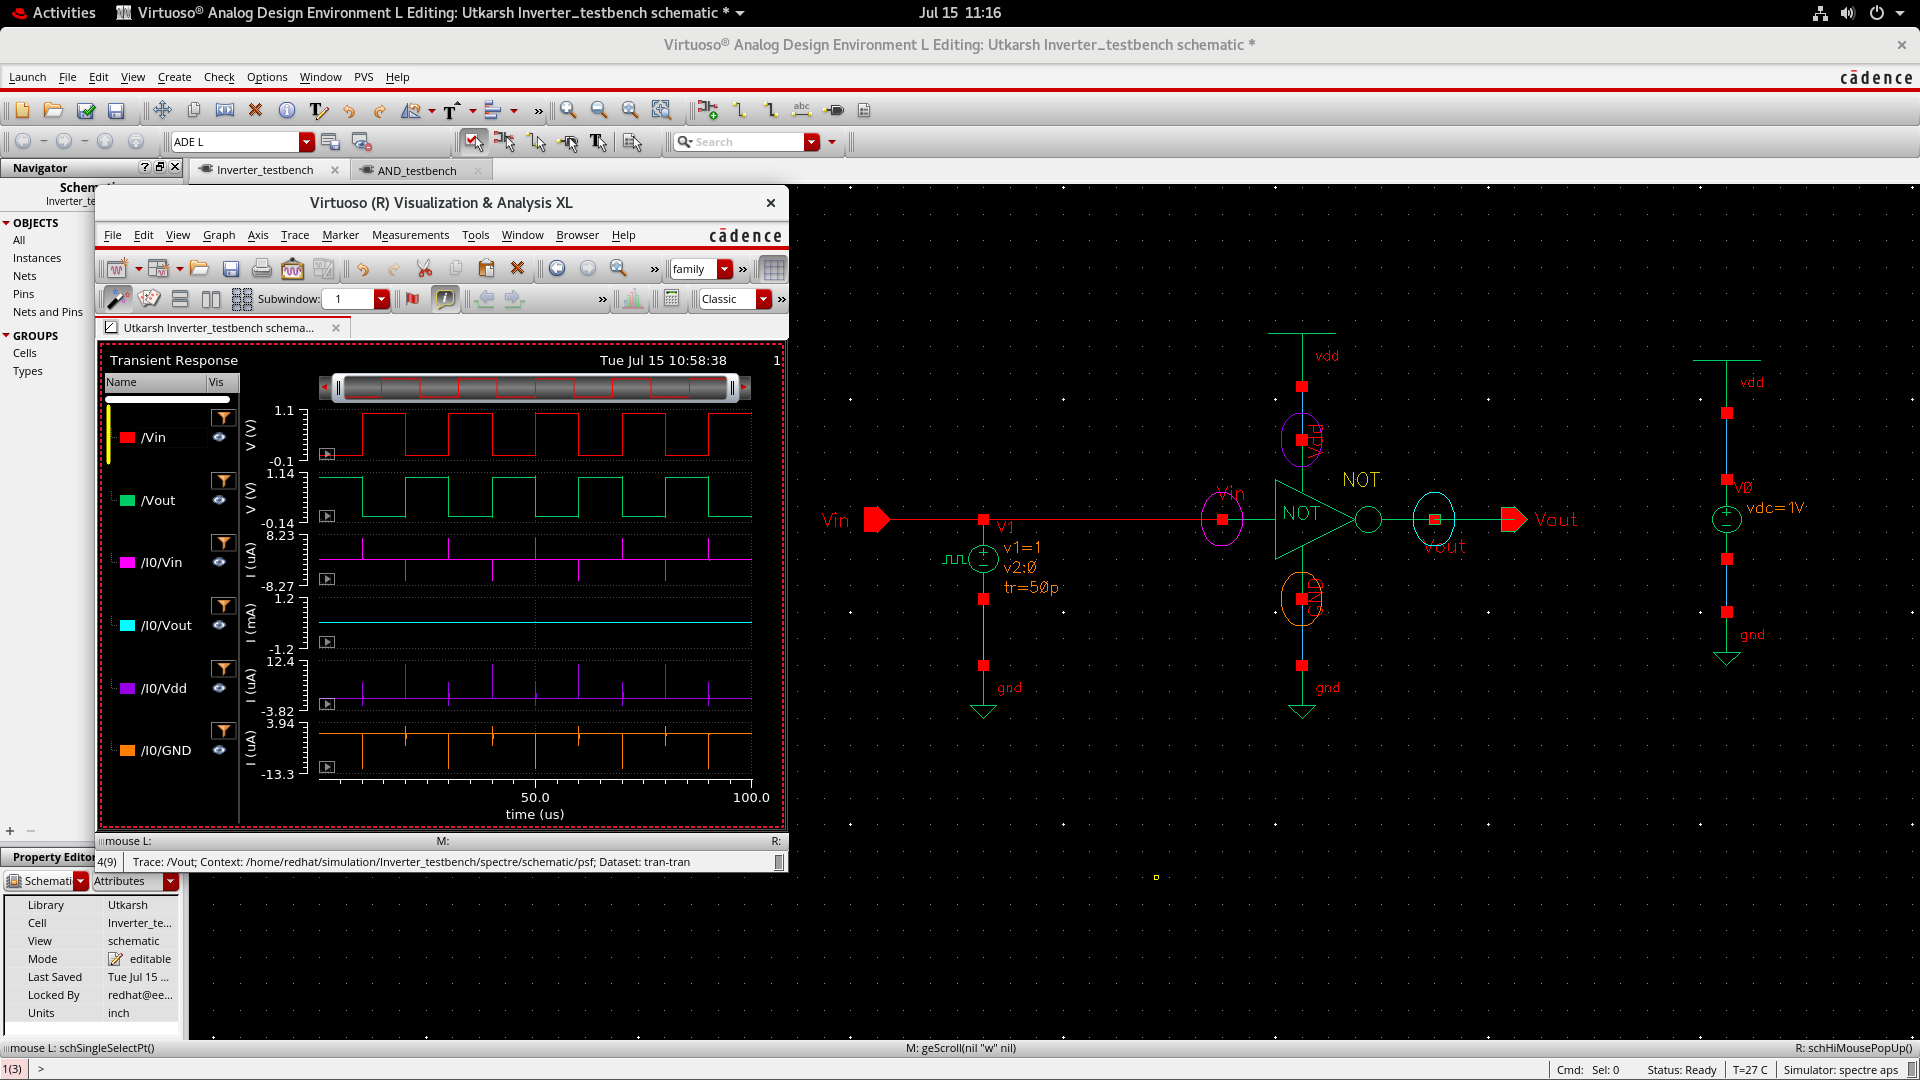 Activities Virtuoso® Analog Design Environment L Editing: Utkarsh Inverter_testbench schematic * Jul 15 11:16
Virtuoso® Analog Design Environment L Editing: Utkarsh Inverter_testbench schematic *
Launch File Edit View Create Check Options Window PVS Help cādence
ADE L Search
Navigator
Inverter_testbench AND_testbench
OBJECTS
All
Instances
Nets
Pins
Nets and Pins
GROUPS
Cells
Types
Virtuoso (R) Visualization & Analysis XL
File Edit View Graph Axis Trace Marker Measurements Tools Window Browser Help cādence
family
Subwindow: 1 Classic
Utkarsh Inverter_testbench schema...
Transient Response Tue Jul 15 10:58:38 1
Name Vis
/Vin V (V) 1.1 -0.1
/Vout V (V) 1.14 -0.14
/I0/Vin I (uA) 8.23 -8.27
/I0/Vout I (mA) 1.2 -1.2
/I0/Vdd I (uA) 12.4 -3.82
/I0/GND I (uA) 3.94 -13.3
50.0 100.0
time (us)
mouse L: M: R:
4(9) Trace: /Vout; Context: /home/redhat/simulation/Inverter_testbench/spectre/schematic/psf; Dataset: tran-tran
vdd
vdd
NOT
Vin
NOT
V0
vdc=1V
Vin
V1
v1=1
v2:0
tr=50p
Vout
Vout
GND
gnd
gnd
gnd
Property Editor
Schemati Attributes
Library Utkarsh
Cell Inverter_te...
View schematic
Mode editable
Last Saved Tue Jul 15 ...
Locked By redhat@ee...
Units inch
mouse L: schSingleSelectPt() M: geScroll(nil "w" nil) R: schHiMousePopUp()
1(3) > Cmd: Sel: 0 Status: Ready T=27 C Simulator: spectre aps